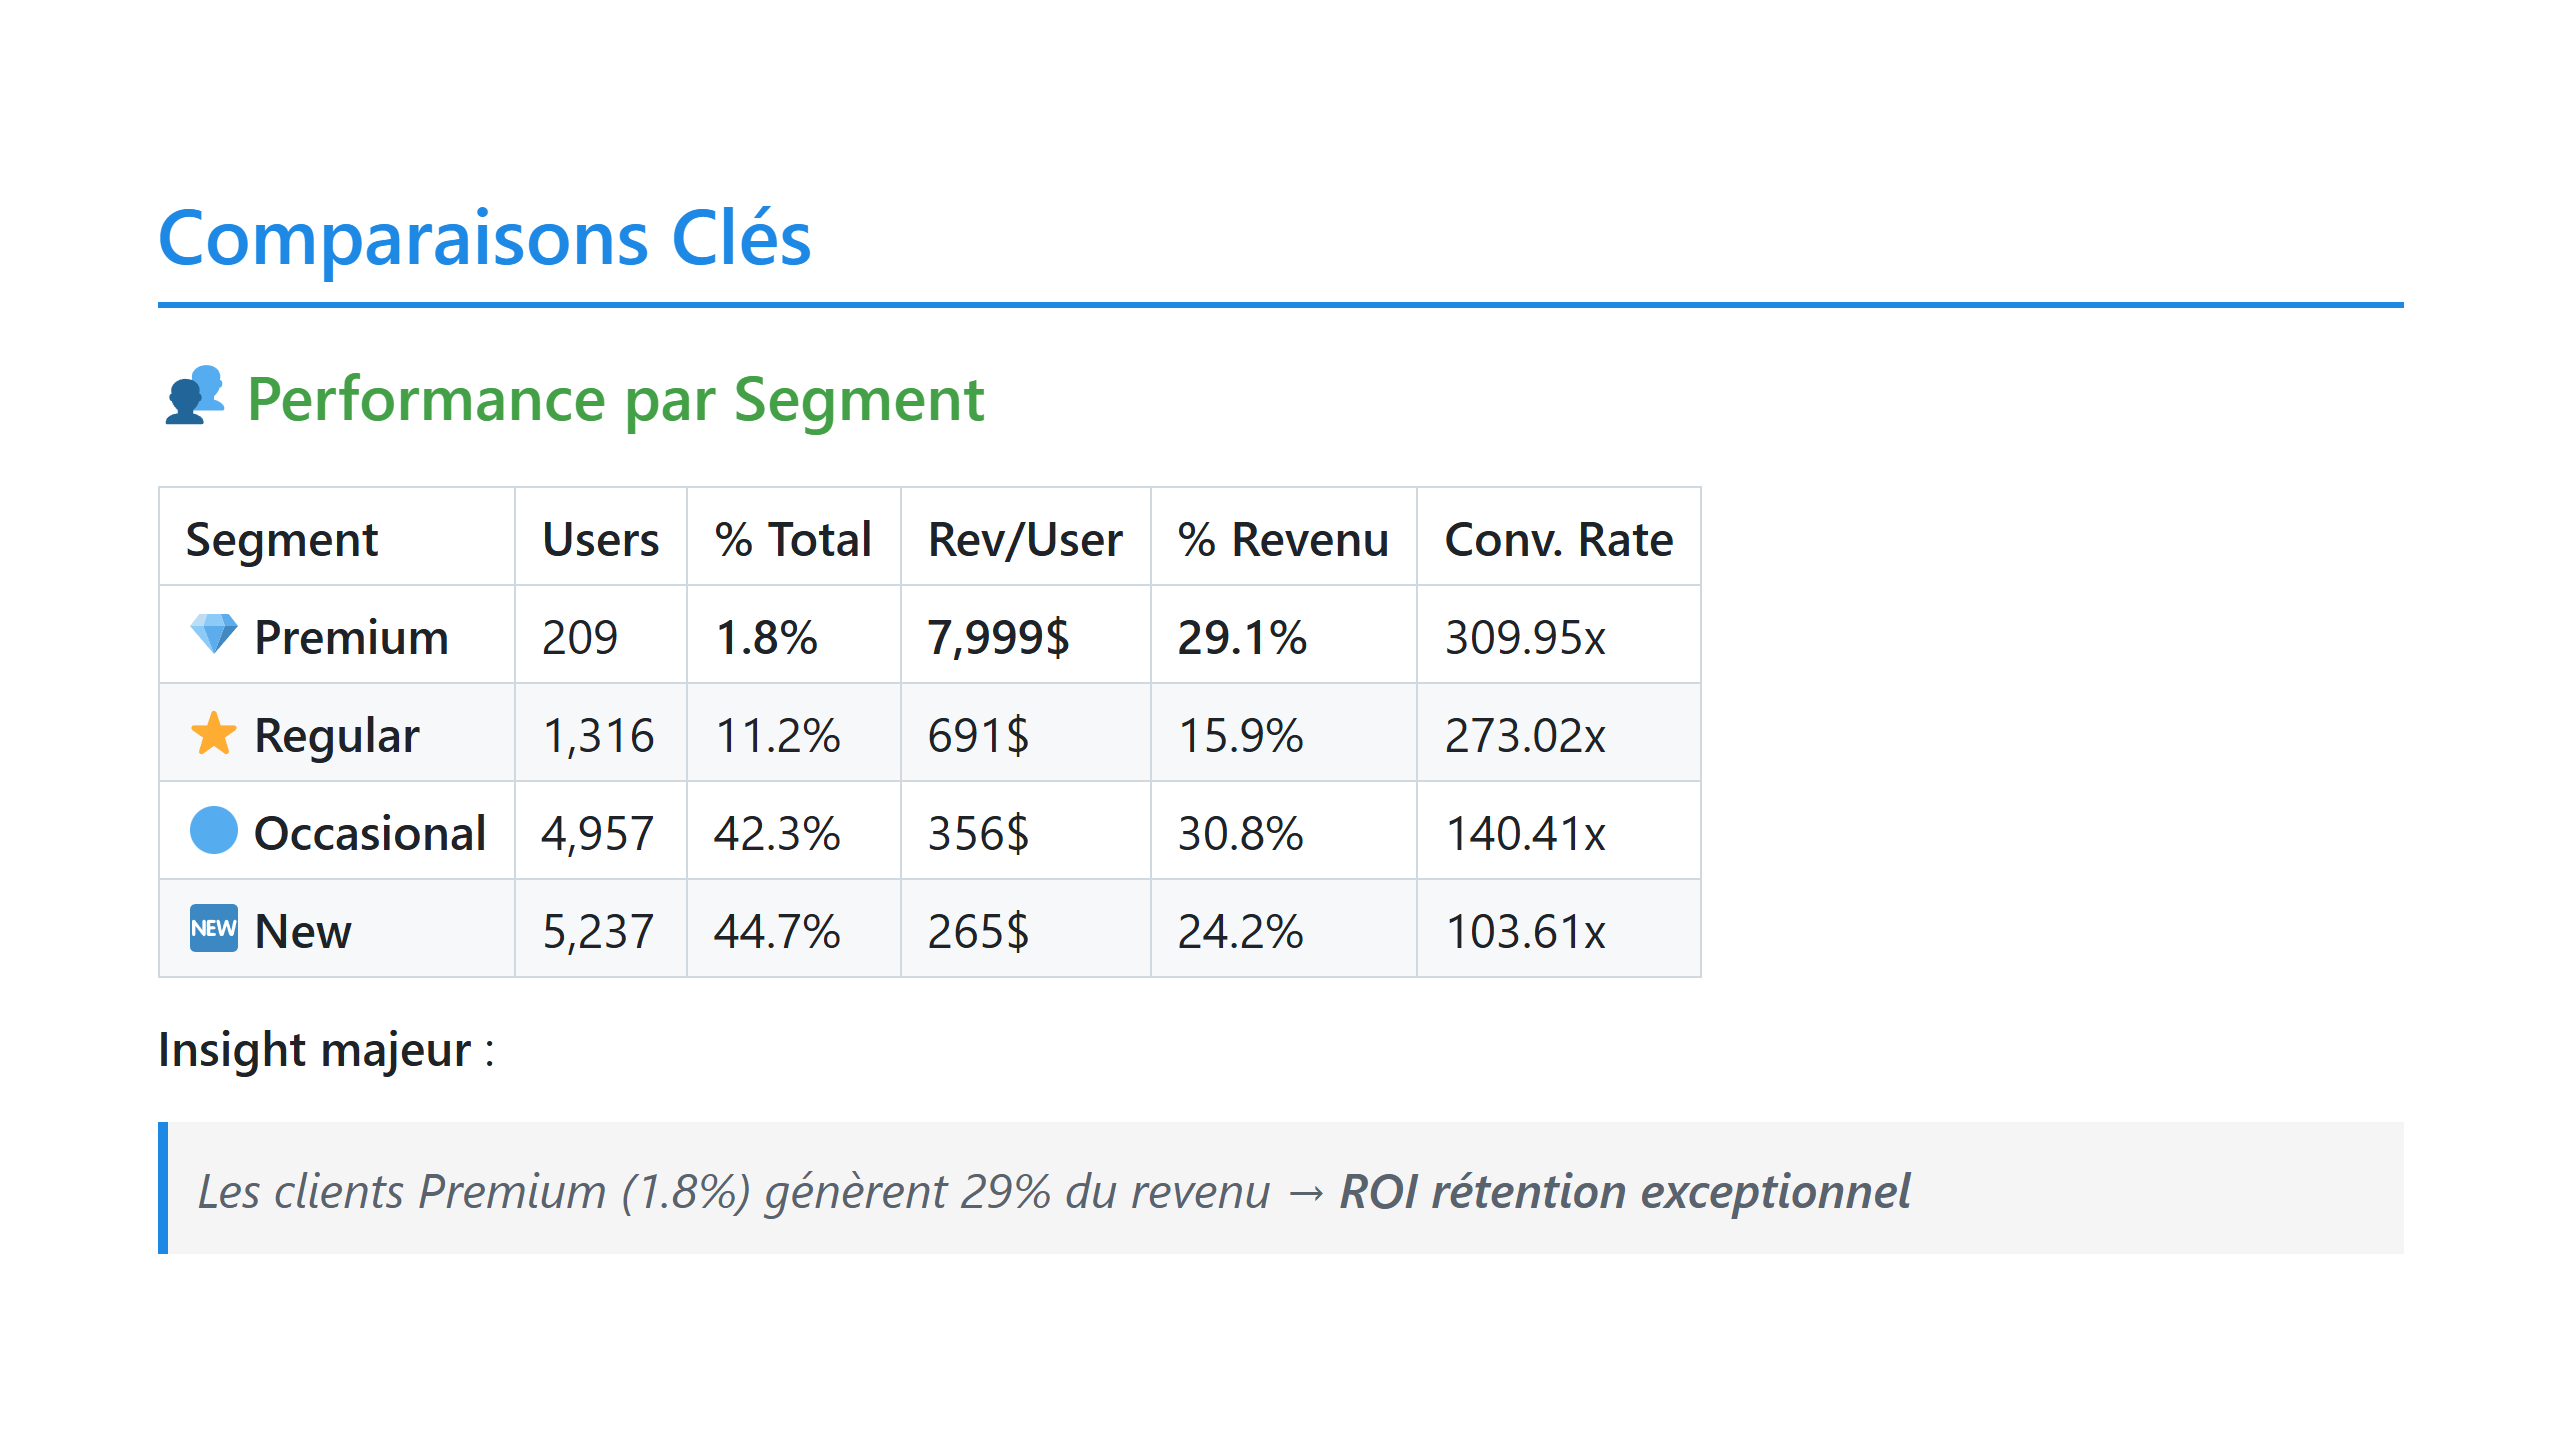 Comparaisons Clés
Performance par Segment
Segment Users % Total Rev/User % Revenu Conv. Rate
Premium 209 1.8% 7,999$ 29.1% 309.95x
Regular 1,316 11.2% 691$ 15.9% 273.02x
Occasional 4,957 42.3% 356$ 30.8% 140.41x
NEW New 5,237 44.7% 265$ 24.2% 103.61x
Insight majeur :
Les clients Premium (1.8%) génèrent 29% du revenu → ROI rétention exceptionnel